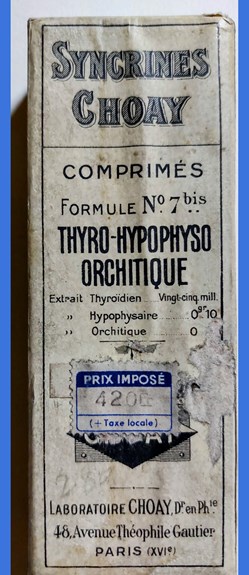 SYNCRINES
CHOAY
COMPRIMÉS
FORMULE No. 7 bis
THYRO-HYPOPHYSO
ORCHITIQUE
Extrait Thyroïdien Vingt-cinq mill.
„ Hypophysaire 0gr10
„ Orchitique 0
PRIX IMPOSÉ
420
(+ Taxe locale)
LABORATOIRE CHOAY, Dr. en Phie
48, Avenue Théophile Gautier
PARIS (XVIe)